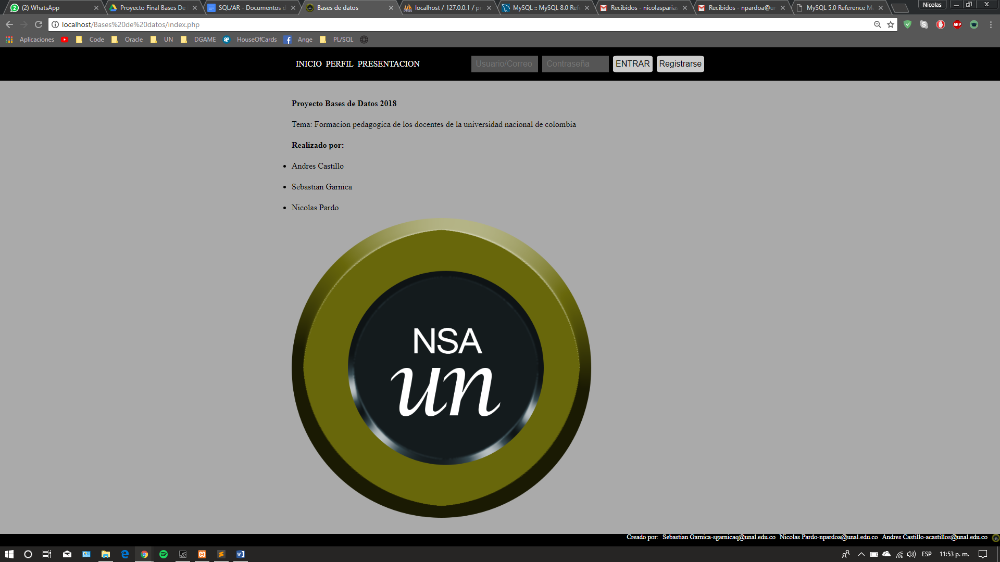 (2) WhatsApp
Proyecto Final Bases De
SQL/AR - Documentos d
Bases de datos
localhost / 127.0.0.1 / pr
MySQL :: MySQL 8.0 Ref
Recibidos - nicolasparias
Recibidos - npardoa@u
MySQL 5.0 Reference M
Nicolas
localhost/Bases%20de%20datos/index.php
ABP
Aplicaciones
Code
Oracle
UN
DGAME
HouseOfCards
Ange
PL/SQL
INICIO PERFIL PRESENTACION
Usuario/Correo
Contraseña
ENTRAR
Registrarse
Proyecto Bases de Datos 2018
Tema: Formacion pedagogica de los docentes de la universidad nacional de colombia
Realizado por:
• Andres Castillo
• Sebastian Garnica
• Nicolas Pardo
NSA
un
Creado por: Sebastian Garnica-sgarnicaq@unal.edu.co Nicolas Pardo-npardoa@unal.edu.co Andres Castillo-acastillos@unal.edu.co
ESP
11:53 p. m.